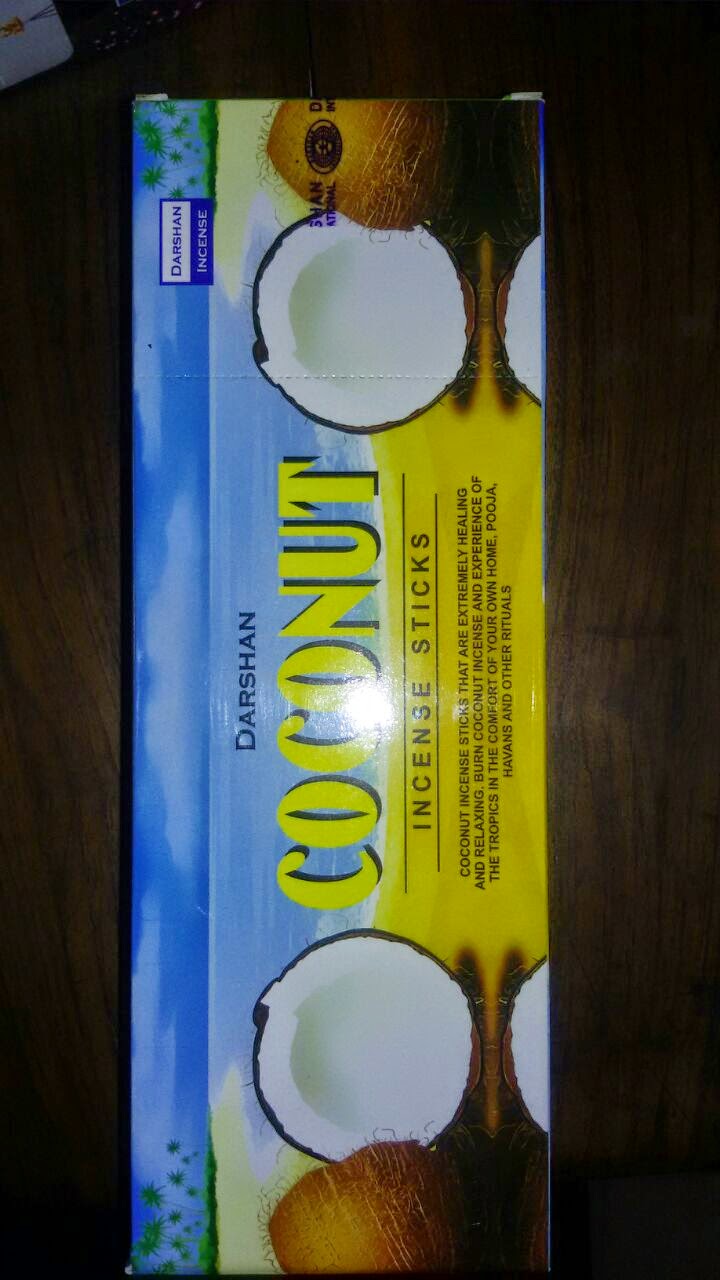 DARSHAN
INCENSE
DARSHAN
COCONUT
INCENSE STICKS
COCONUT INCENSE STICKS THAT ARE EXTREMELY HEALING
AND RELAXING. BURN COCONUT INCENSE AND EXPERIENCE OF
THE TROPICS IN THE COMFORT OF YOUR OWN HOME, POOJA,
HAVANS AND OTHER RITUALS